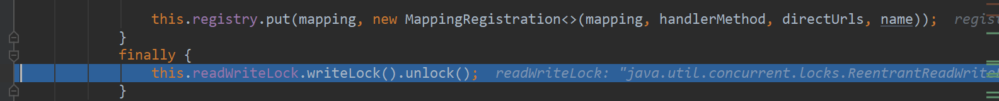 this.registry.put(mapping, new MappingRegistration<>(mapping, handlerMethod, directUrls, name));
}
finally {
this.readWriteLock.writeLock().unlock(); readWriteLock: "java.util.concurrent.locks.ReentrantReadWrite
}